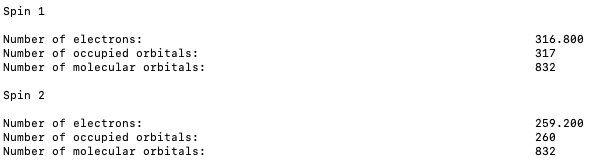 Spin 1
Number of electrons: 316.800
Number of occupied orbitals: 317
Number of molecular orbitals: 832
Spin 2
Number of electrons: 259.200
Number of occupied orbitals: 260
Number of molecular orbitals: 832